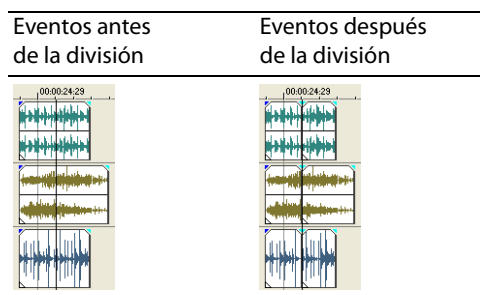 Eventos antes
de la división
Eventos después
de la división
00:00:24:29
00:00:24:29